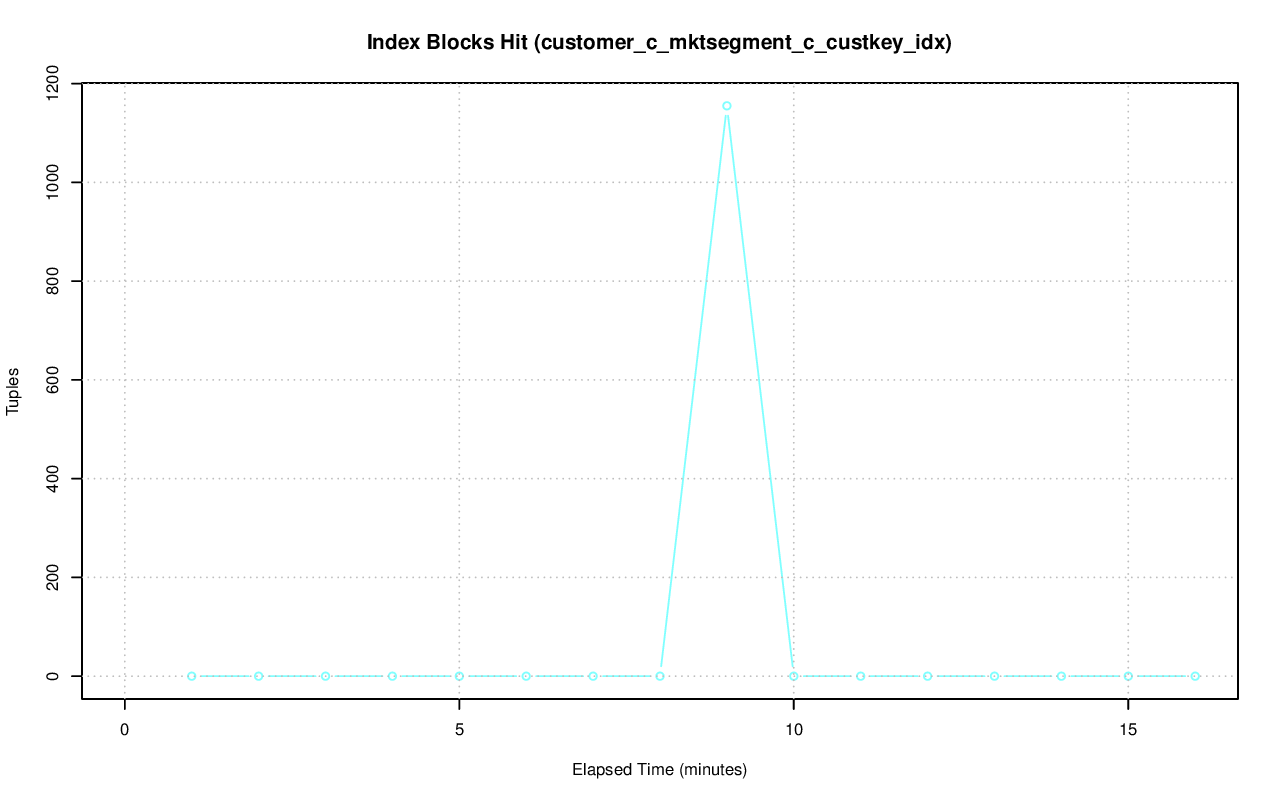 Index Blocks Hit (customer_c_mktsegment_c_custkey_idx)
1200
1000
800
600
400
200
0
Tuples
0 5 10 15
Elapsed Time (minutes)